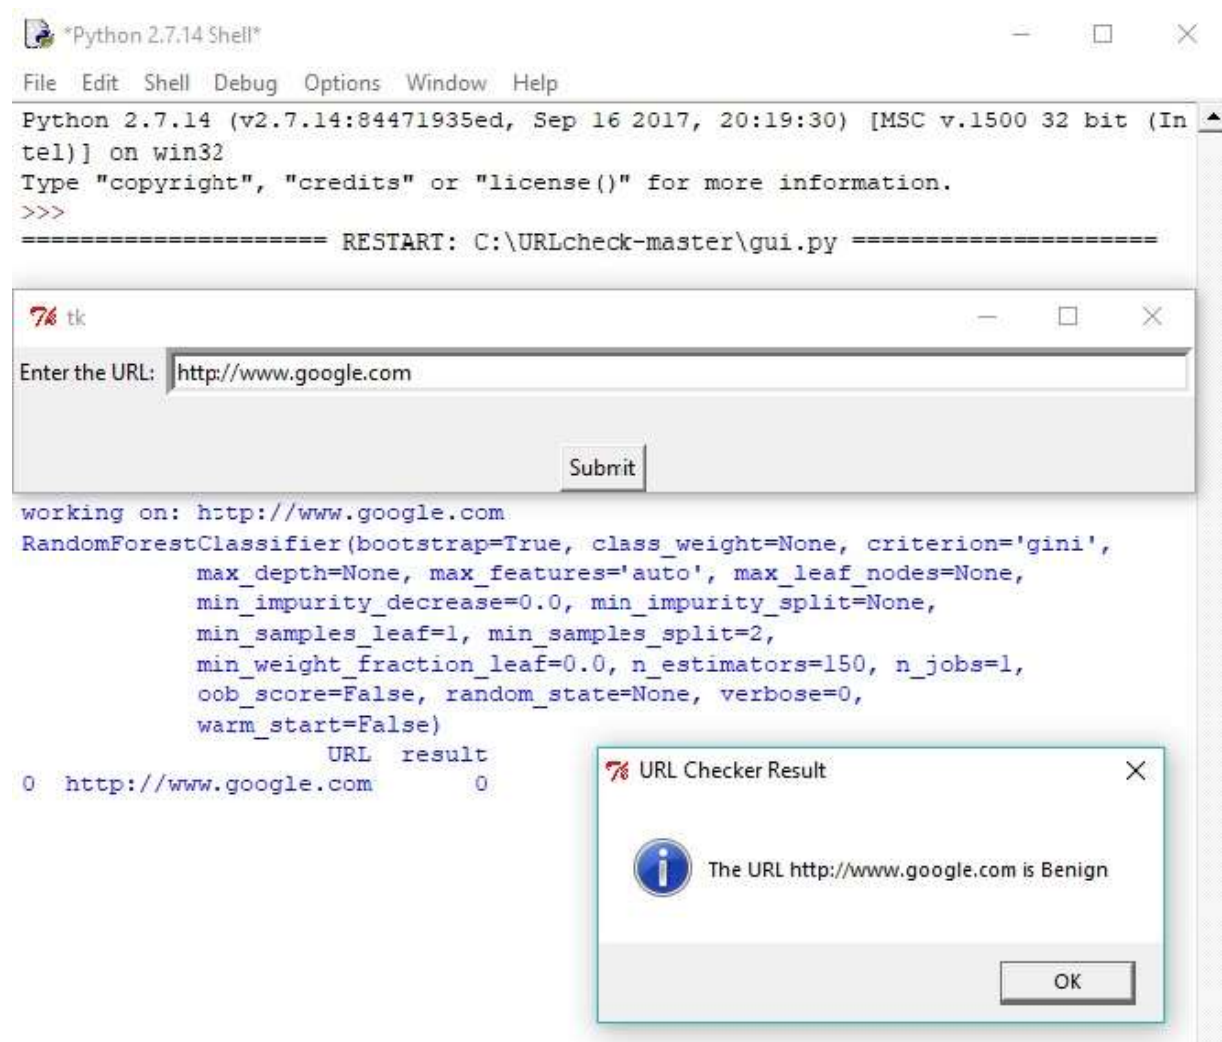 *Python 2.7.14 Shell*
File Edit Shell Debug Options Window Help
Python 2.7.14 (v2.7.14:84471935ed, Sep 16 2017, 20:19:30) [MSC v.1500 32 bit (In
tel)] on win32
Type "copyright", "credits" or "license()" for more information.
>>>
===================== RESTART: C:\URLcheck-master\gui.py =====================
tk
Enter the URL: http://www.google.com
Submit
working on: http://www.google.com
RandomForestClassifier(bootstrap=True, class_weight=None, criterion='gini',
max_depth=None, max_features='auto', max_leaf_nodes=None,
min_impurity_decrease=0.0, min_impurity_split=None,
min_samples_leaf=1, min_samples_split=2,
min_weight_fraction_leaf=0.0, n_estimators=150, n_jobs=1,
oob_score=False, random_state=None, verbose=0,
warm_start=False)
URL result
0 http://www.google.com 0
URL Checker Result
The URL http://www.google.com is Benign
OK